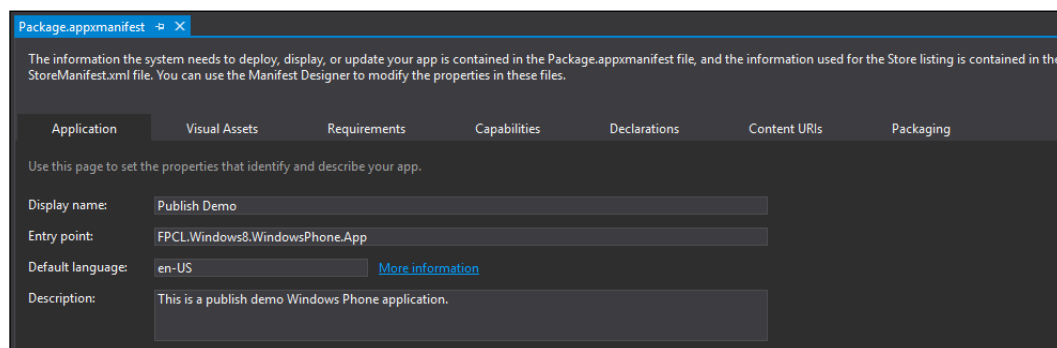 Package.appxmanifest
The information the system needs to deploy, display, or update your app is contained in the Package.appxmanifest file, and the information used for the Store listing is contained in the
StoreManifest.xml file. You can use the Manifest Designer to modify the properties in these files.
Application Visual Assets Requirements Capabilities Declarations Content URIs Packaging
Use this page to set the properties that identify and describe your app.
Display name: Publish Demo
Entry point: FPCL.Windows8.WindowsPhone.App
Default language: en-US More information
Description: This is a publish demo Windows Phone application.